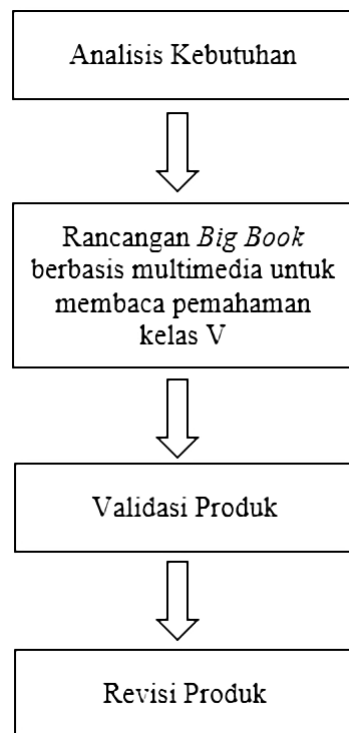 Analisis Kebutuhan
Rancangan Big Book
berbasis multimedia untuk
membaca pemahaman
kelas V
Validasi Produk
Revisi Produk